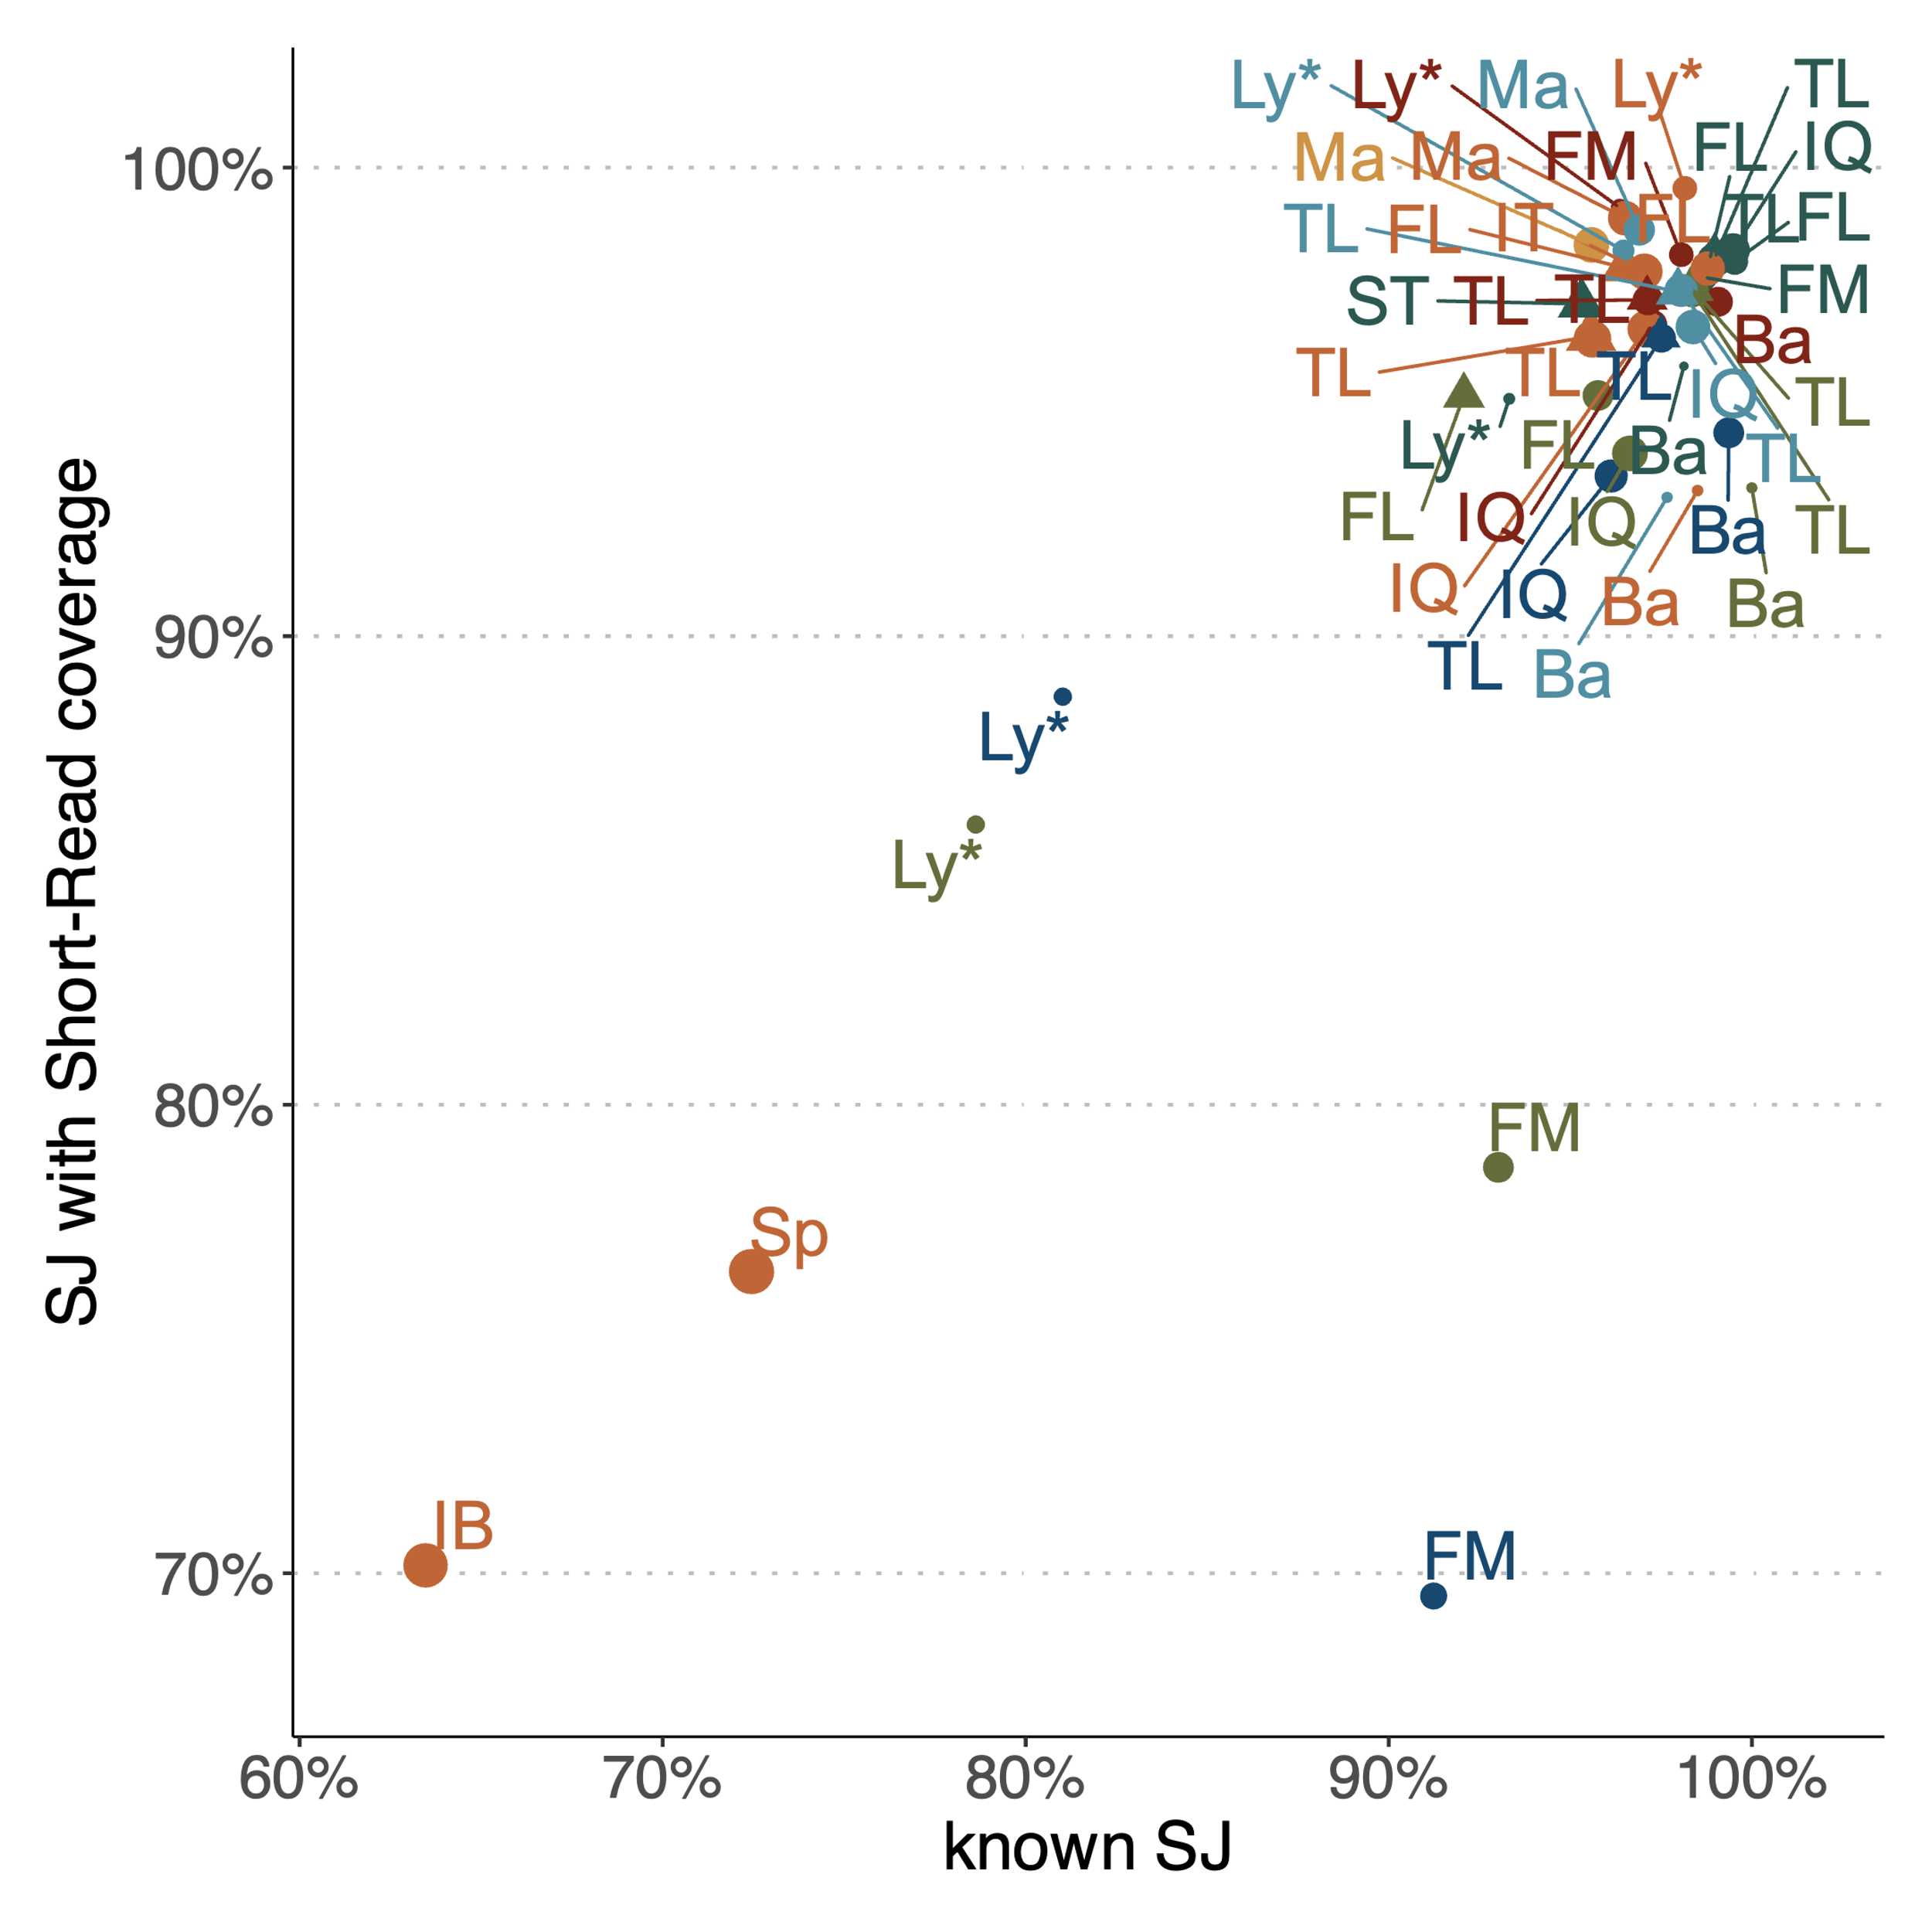 Ly* Ly* Ma Ly* TL
Ma Ma FM FL IQ
100%
TL FL IT FL TL FL
ST TL TL FM
Ba
TL TL TL IQ TL
Ly* FL Ba TL
FL IQ IQ Ba TL
IQ IQ Ba Ba
90%
TL Ba
Ly*
Ly*
80%
FM
Sp
IB
FM
70%
SJ with Short-Read coverage
60% 70% 80% 90% 100%
known SJ